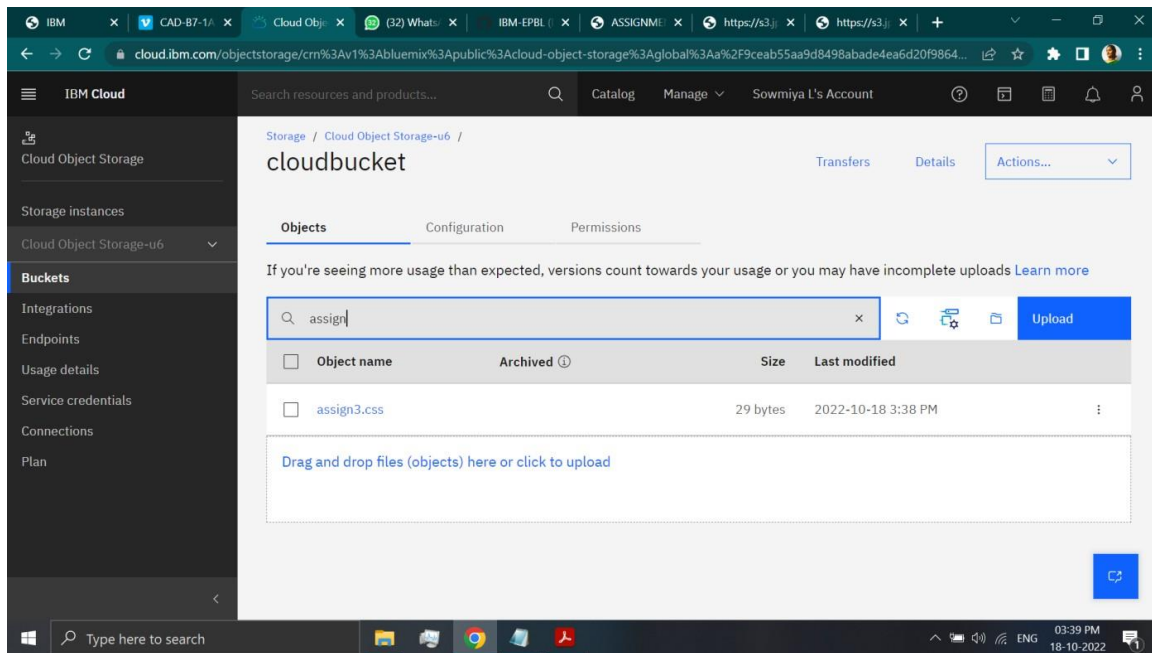 IBM
CAD-B7-1A
Cloud Obje
(32) Whats
IBM-EPBL (
ASSIGNME
https://s3.j
https://s3.j
cloud.ibm.com/objectstorage/crn%3Av1%3Abluemix%3Apublic%3Acloud-object-storage%3Aglobal%3Aa%2F9ceab55aa9d8498abade4ea6d20f9864...
IBM Cloud
Search resources and products...
Catalog
Manage
Sowmiya L's Account
Cloud Object Storage
Storage instances
Cloud Object Storage-u6
Buckets
Integrations
Endpoints
Usage details
Service credentials
Connections
Plan
Storage / Cloud Object Storage-u6 /
cloudbucket
Transfers
Details
Actions...
Objects
Configuration
Permissions
If you're seeing more usage than expected, versions count towards your usage or you may have incomplete uploads Learn more
assign
Upload
Object name
Archived
Size
Last modified
assign3.css
29 bytes
2022-10-18 3:38 PM
Drag and drop files (objects) here or click to upload
Type here to search
ENG
03:39 PM
18-10-2022